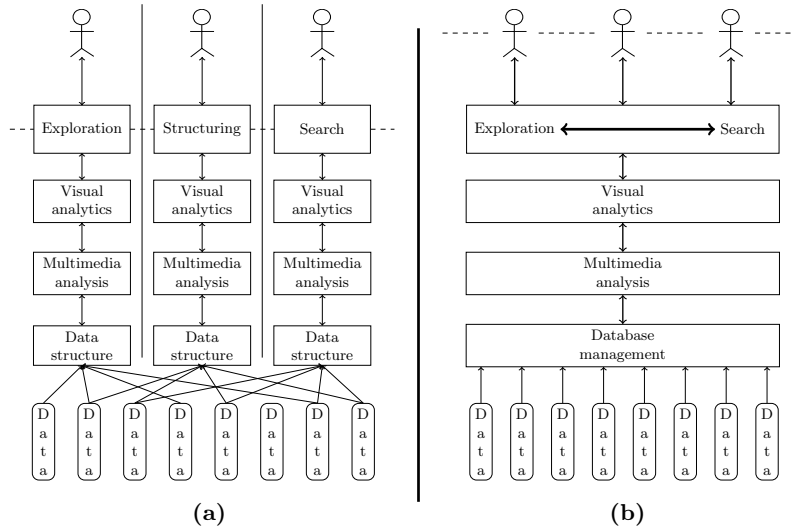 Exploration
Structuring
Search
Visual
analytics
Visual
analytics
Visual
analytics
Multimedia
analysis
Multimedia
analysis
Multimedia
analysis
Data
structure
Data
structure
Data
structure
D
a
t
a
D
a
t
a
D
a
t
a
D
a
t
a
D
a
t
a
D
a
t
a
D
a
t
a
D
a
t
a
(a)
Exploration
Search
Visual
analytics
Multimedia
analysis
Database
management
D
a
t
a
D
a
t
a
D
a
t
a
D
a
t
a
D
a
t
a
D
a
t
a
D
a
t
a
D
a
t
a
(b)